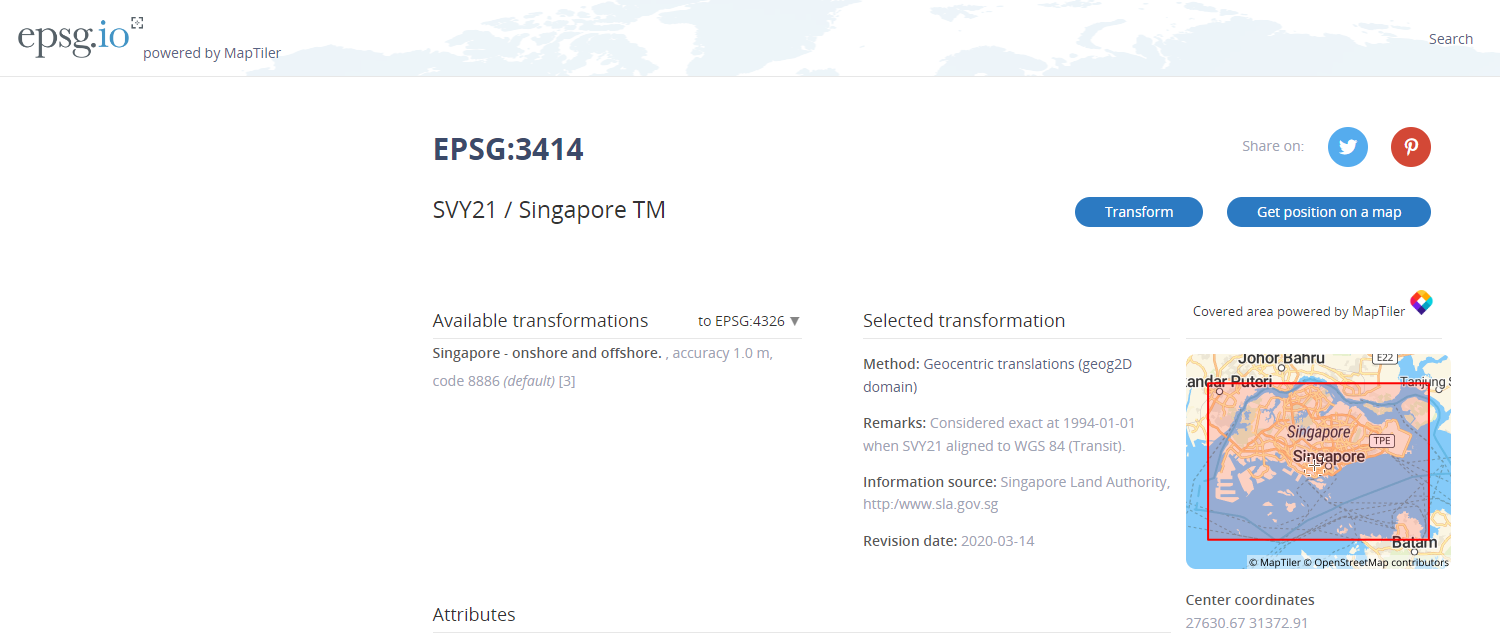 epsg.io
powered by MapTiler
Search
EPSG:3414
Share on:
SVY21 / Singapore TM
Transform
Get position on a map
Available transformations
to EPSG:4326 ▼
Singapore - onshore and offshore. , accuracy 1.0 m,
code 8886 (default) [3]
Selected transformation
Method: Geocentric translations (geog2D
domain)
Remarks: Considered exact at 1994-01-01
when SVY21 aligned to WGS 84 (Transit).
Information source: Singapore Land Authority,
http:/www.sla.gov.sg
Revision date: 2020-03-14
Covered area powered by MapTiler
Johor Bahru
E22
andar Puteri
Tanjung S
Singapore
TPE
Singapore
Batam
© MapTiler © OpenStreetMap contributors
Center coordinates
27630.67 31372.91
Attributes